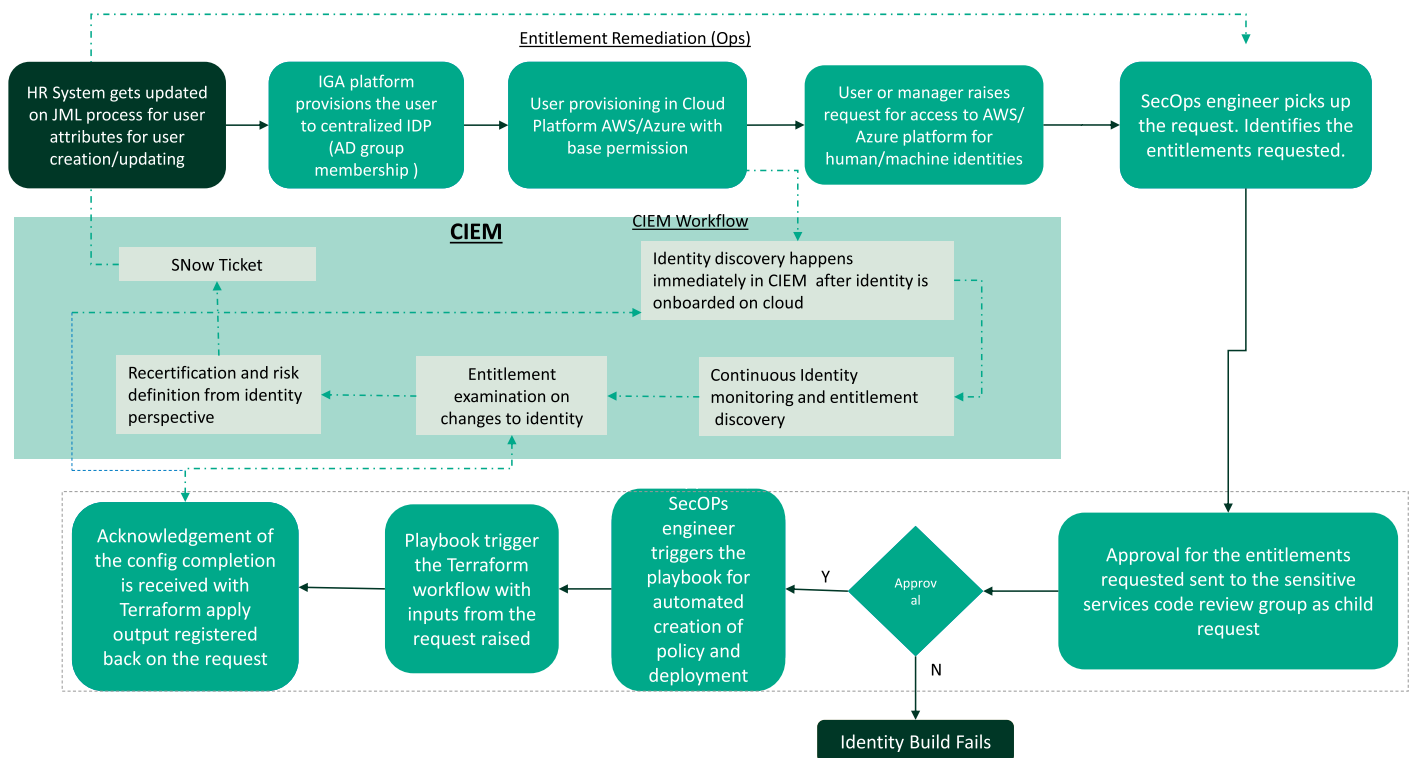 Entitlement Remediation (Ops)
HR System gets updated
on JML process for user
attributes for user
creation/updating
IGA platform
provisions the user
to centralized IDP
(AD group
membership )
User provisioning in Cloud
Platform AWS/Azure with
base permission
User or manager raises
request for access to AWS/
Azure platform for
human/machine identities
SecOps engineer picks up
the request. Identifies the
entitlements requested.
CIEM
CIEM Workflow
SNow Ticket
Identity discovery happens
immediately in CIEM after identity is
onboarded on cloud
Recertification and risk
definition from identity
perspective
Entitlement
examination on
changes to identity
Continuous Identity
monitoring and entitlement
discovery
Acknowledgement of
the config completion
is received with
Terraform apply
output registered
back on the request
Playbook trigger
the Terraform
workflow with
inputs from the
request raised
SecOPs
engineer
triggers the
playbook for
automated
creation of
policy and
deployment
Y
Approv
al
N
Approval for the entitlements
requested sent to the sensitive
services code review group as child
request
Identity Build Fails